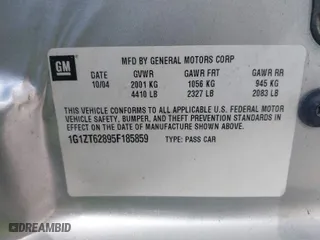 GM
MFD BY GENERAL MOTORS CORP
DATE GVWR GAWR FRT GAWR RR
10/04 2001 KG 1056 KG 945 KG
4410 LB 2327 LB 2083 LB
THIS VEHICLE CONFORMS TO ALL APPLICABLE U.S. FEDERAL MOTOR
VEHICLE SAFETY, BUMPER, AND THEFT PREVENTION STANDARDS IN
EFFECT ON THE DATE OF MANUFACTURE SHOWN ABOVE.
1G1ZT62895F185859 TYPE: PASS CAR
DREAMBID